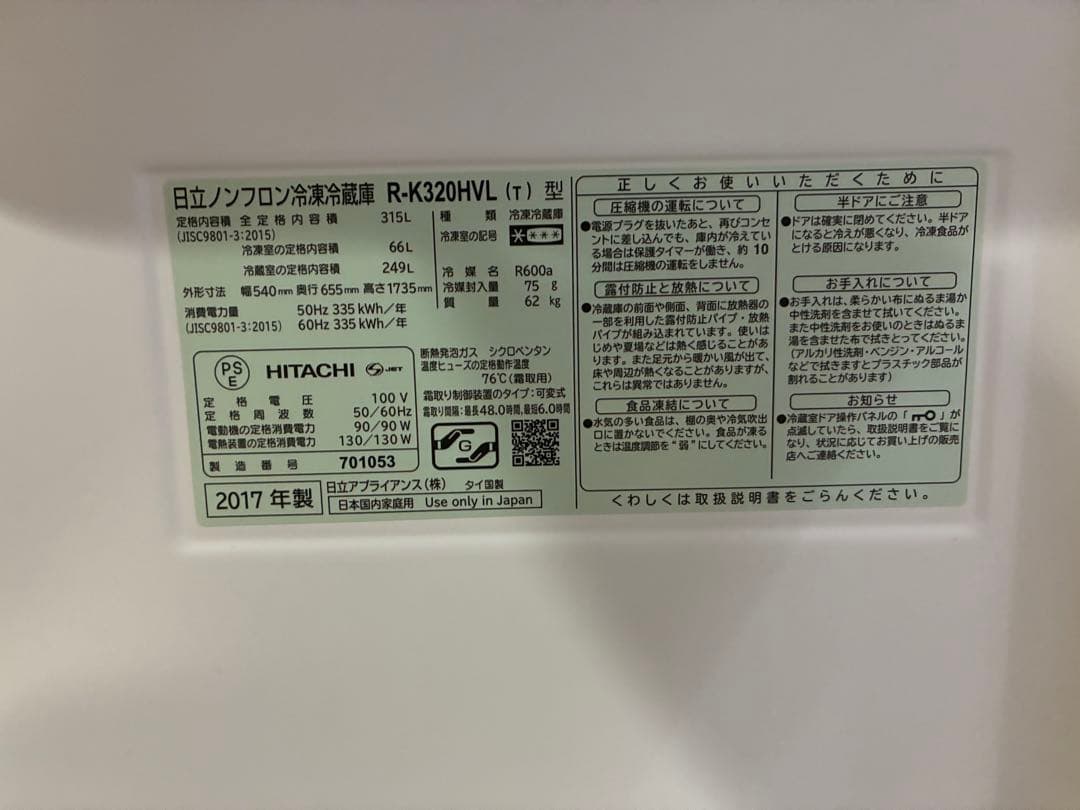 日立ノンフロン冷凍冷蔵庫 R-K320HVL (T) 型
定格内容積 全定格内容積 315L
(JISC9801-3:2015)
冷凍室の定格内容積 66L
冷蔵室の定格内容積 249L
外形寸法 幅540mm 奥行655mm 高さ1735mm
消費電力量 50Hz 335kWh/年
(JISC9801-3:2015) 60Hz 335kWh/年
種類 冷凍冷蔵庫
冷凍室の記号 ****
冷媒名 R600a
冷媒封入量 75 g
質量 62 kg
PS
E
HITACHI JET
定格電圧 100 V
定格周波数 50/60Hz
電動機の定格消費電力 90/90 W
電熱装置の定格消費電力 130/130 W
製造番号 701053
断熱発泡ガス シクロペンタン
温度ヒューズの定格動作温度
76℃(霜取用)
霜取り制御装置のタイプ:可変式
霜取り間隔:最長48.0時間,最短6.0時間
G
2017 年製
日立アプライアンス(株) タイ国製
日本国内家庭用 Use only in Japan
正しくお使いいただくために
圧縮機の運転について
●電源プラグを抜いたあと、再びコンセ
ントに差し込んでも、庫内が冷えてい
る場合は保護タイマーが働き、約10
分間は圧縮機の運転をしません。
露付防止と放熱について
●冷蔵庫の前面や側面、背面に放熱器の
一部を利用した露付防止パイプ・放熱
パイプが組み込まれています。使いは
じめや夏場などは熱く感じることがあ
ります。また足元から暖かい風が出て、
床や周辺が熱くなることがありますが、
これらは異常ではありません。
食品凍結について
●水気の多い食品は、棚の奥や冷気吹出
口に置かないでください。食品が凍る
ときは温度調節を“弱”にしてください。
半ドアにご注意
●ドアは確実に閉めてください。半ドア
になると冷えが悪くなり、冷凍食品が
とける原因になります。
お手入れについて
●お手入れは、柔らかい布にぬるま湯か
中性洗剤を含ませて拭いてください。
また中性洗剤をお使いのときはぬるま
湯を含ませた布で拭きとってください。
(アルカリ性洗剤・ベンジン・アルコール
などで拭きますとプラスチック部品が
割れることがあります)
お知らせ
●冷蔵室ドア操作パネルの「 」が
点滅していたら、取扱説明書をご覧に
なり、状況に応じてお買い上げの販売
店へご連絡ください。
くわしくは取扱説明書をごらんください。